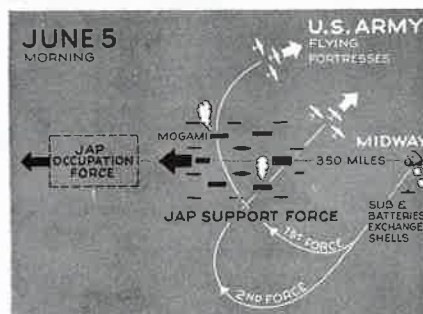 JUNE 5
MORNING
U.S. ARMY
FLYING
FORTRESSES
MOGAMI
MIDWAY
JAP
OCCUPATION
FORCE
350 MILES
JAP SUPPORT FORCE
SUB &
BATTERIES
EXCHANGE
SHELLS
1ST FORCE
2ND FORCE